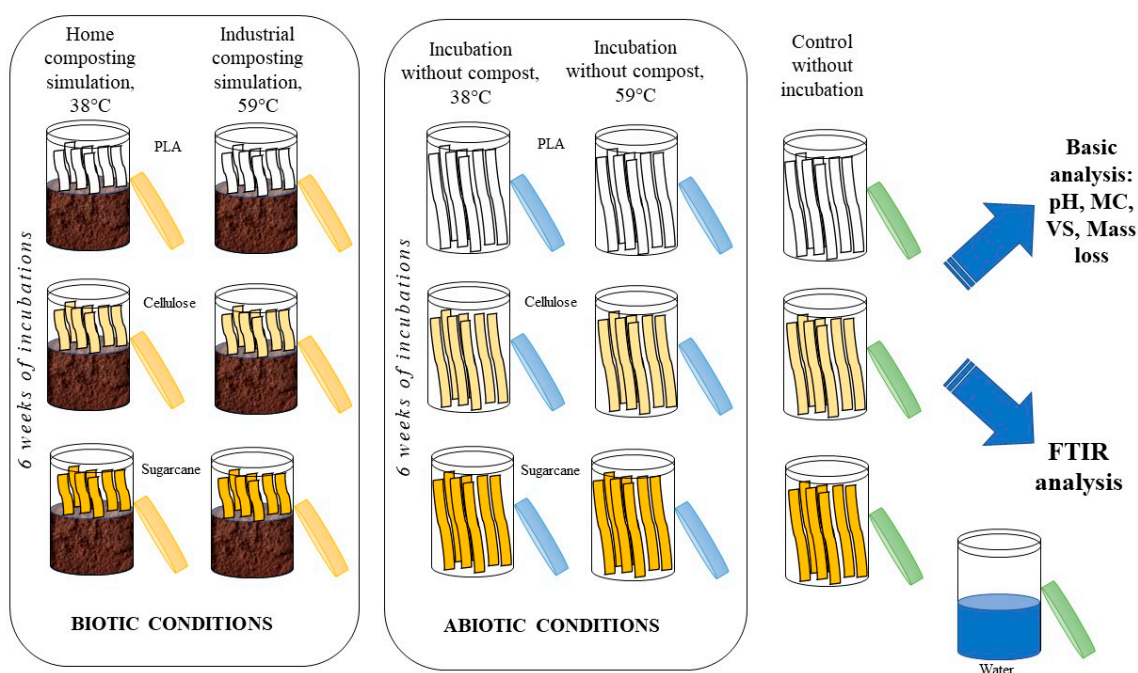 Home
composting
simulation,
38°C
Industrial
composting
simulation,
59°C
Incubation
without compost,
38°C
Incubation
without compost,
59°C
Control
without
incubation
PLA
PLA
Cellulose
Cellulose
Sugarcane
Sugarcane
6 weeks of incubations
6 weeks of incubations
BIOTIC CONDITIONS
ABIOTIC CONDITIONS
Basic
analysis:
pH, MC,
VS, Mass
loss
FTIR
analysis
Water